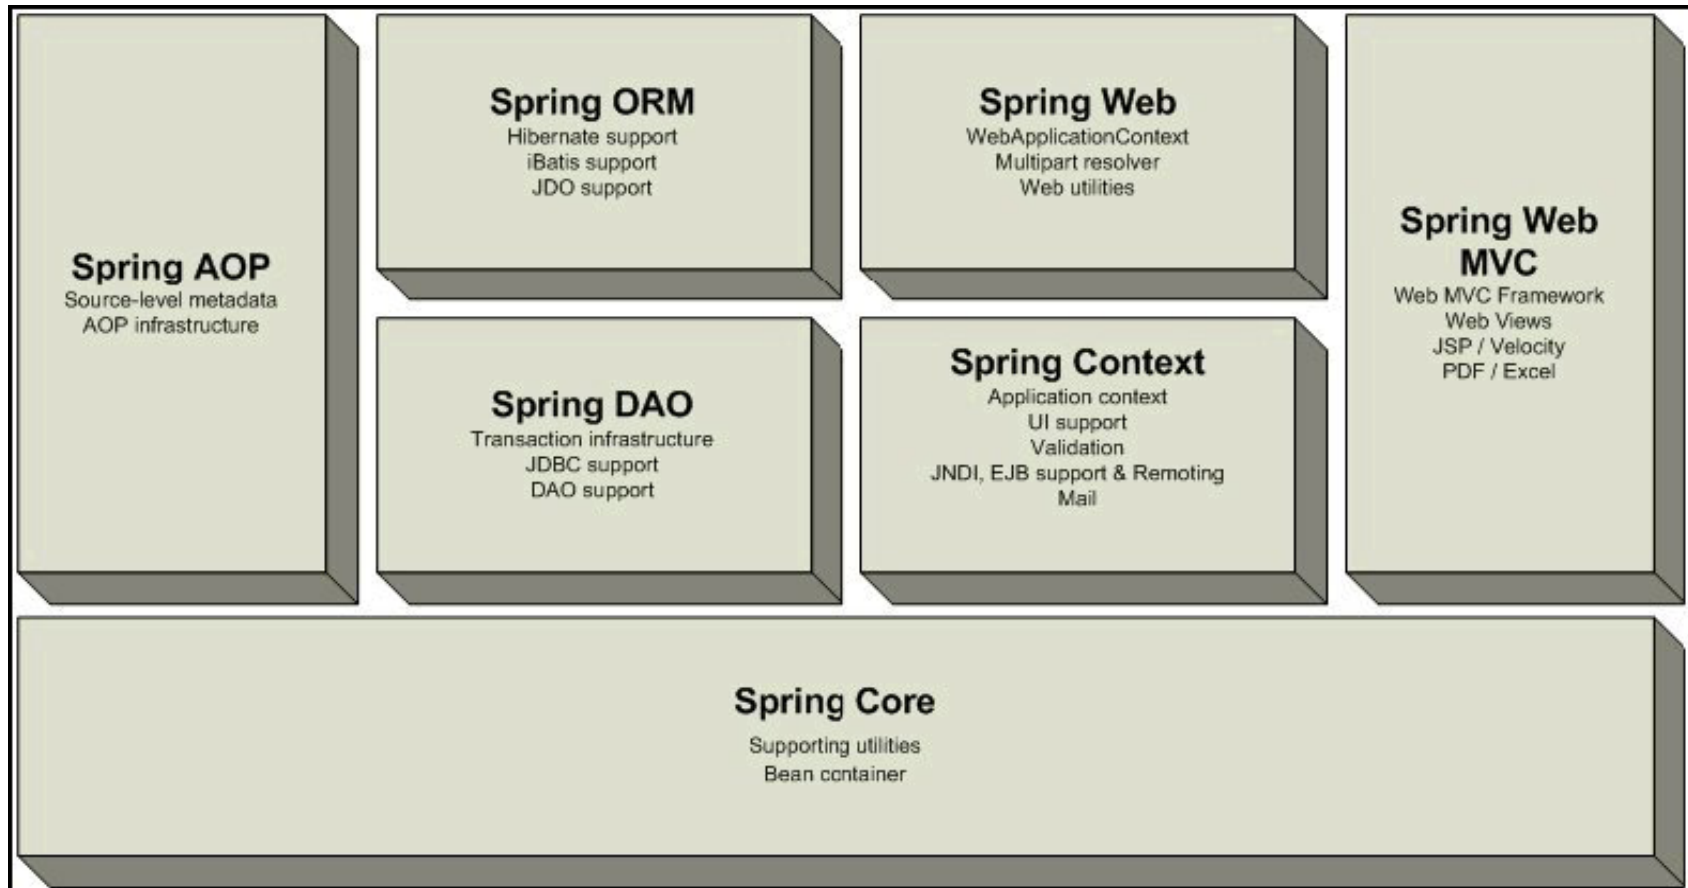 Spring AOP
Source-level metadata
AOP infrastructure
Spring ORM
Hibernate support
iBatis support
JDO support
Spring DAO
Transaction infrastructure
JDBC support
DAO support
Spring Web
WebApplicationContext
Multipart resolver
Web utilities
Spring Context
Application context
UI support
Validation
JNDI, EJB support & Remoting
Mail
Spring Web
MVC
Web MVC Framework
Web Views
JSP / Velocity
PDF / Excel
Spring Core
Supporting utilities
Bean container